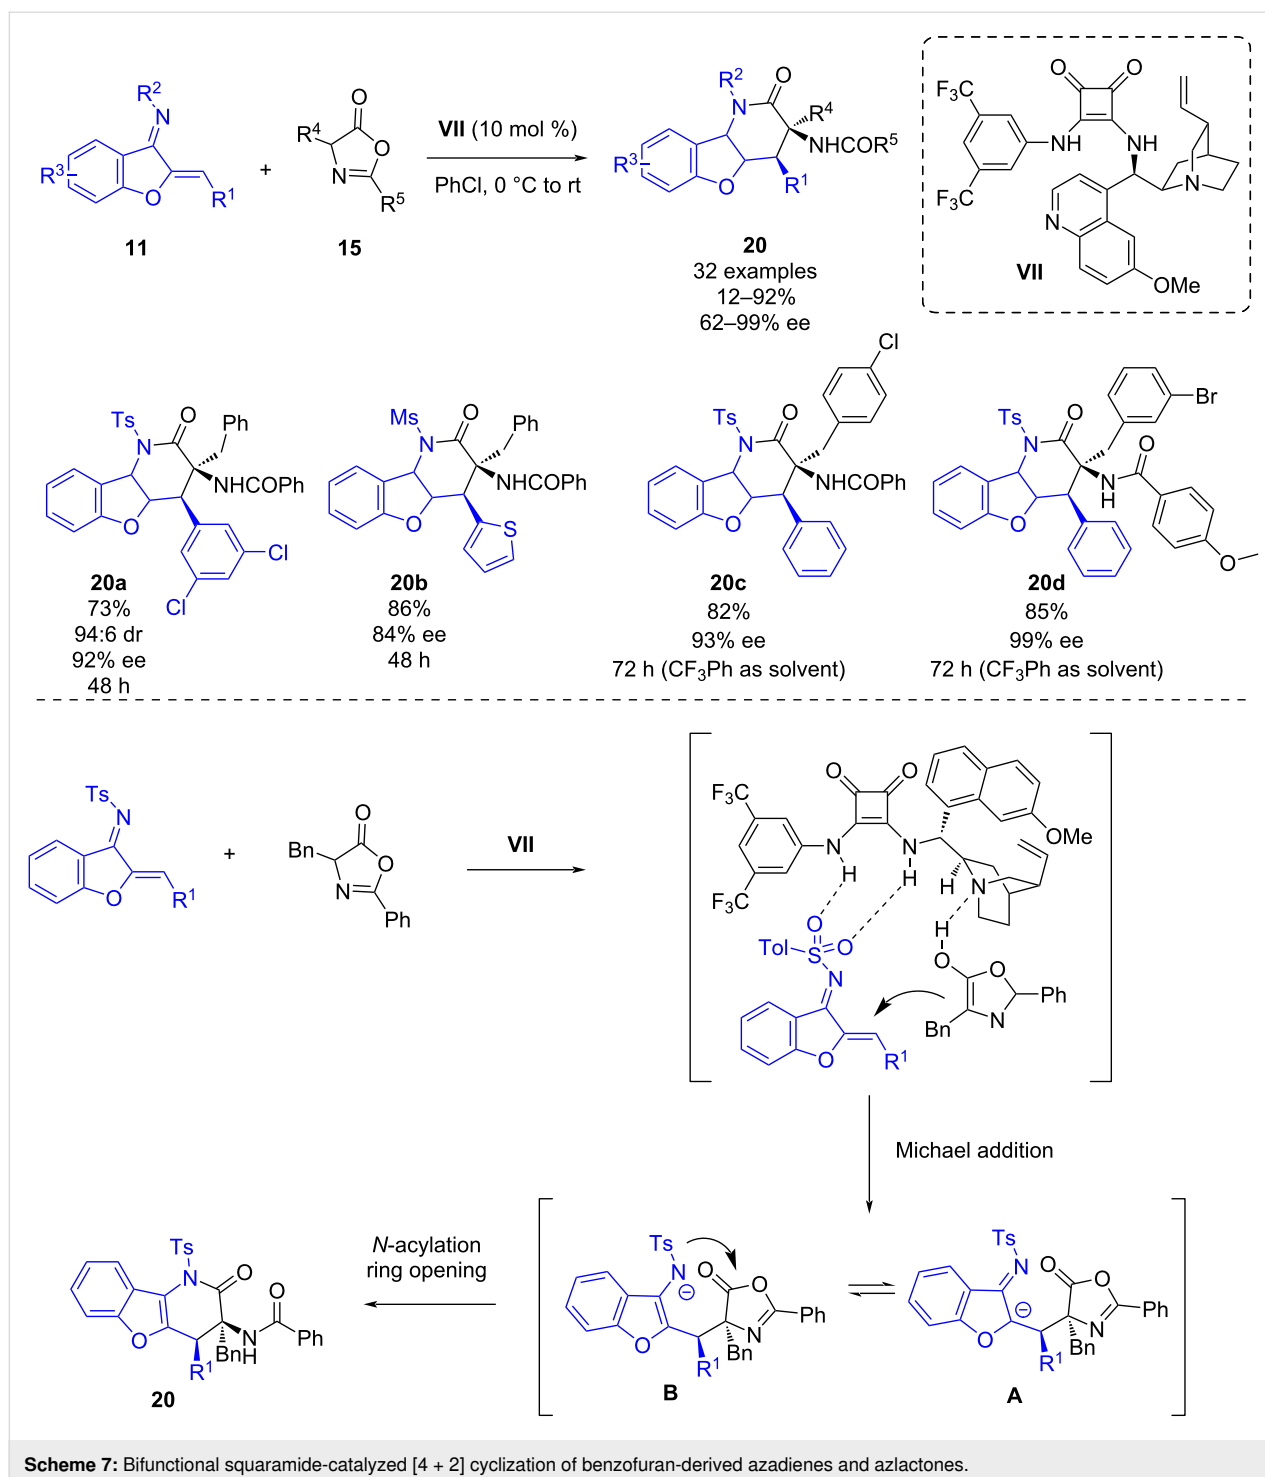 R²
N
R³
O
R¹
11
+
O
R⁴
O
N
R⁵
15
VII (10 mol %)
PhCl, 0 °C to rt
R²
O
N
R⁴
NHCOR⁵
R³
O
R¹
20
32 examples
12–92%
62–99% ee
O
O
F₃C
NH
NH
F₃C
N
N
OMe
VII
Ts
O
Ph
N
NHCOPh
O
Cl
Cl
20a
73%
94:6 dr
92% ee
48 h
Ms
O
Ph
N
NHCOPh
O
S
20b
86%
84% ee
48 h
Cl
Ts
O
N
NHCOPh
O
20c
82%
93% ee
72 h (CF₃Ph as solvent)
Br
Ts
O
O
N
N
H
O
O
20d
85%
99% ee
72 h (CF₃Ph as solvent)
Ts
N
O
R¹
+
O
Bn
O
N
Ph
VII
O
O
F₃C
OMe
N
N
H
H
H
N
F₃C
O
H
Tol
S
O
O
O
N
Ph
N
Bn
O
R¹
Michael addition
Ts
N
O
O
O
⊖
Ph
N
Bn
R¹
B
Ts
N
O
O
⊖
Ph
O
N
Bn
R¹
A
N-acylation
ring opening
Ts
N
O
O
N
H
Ph
O
Bn
R¹
20
Scheme 7: Bifunctional squaramide-catalyzed [4 + 2] cyclization of benzofuran-derived azadienes and azlactones.